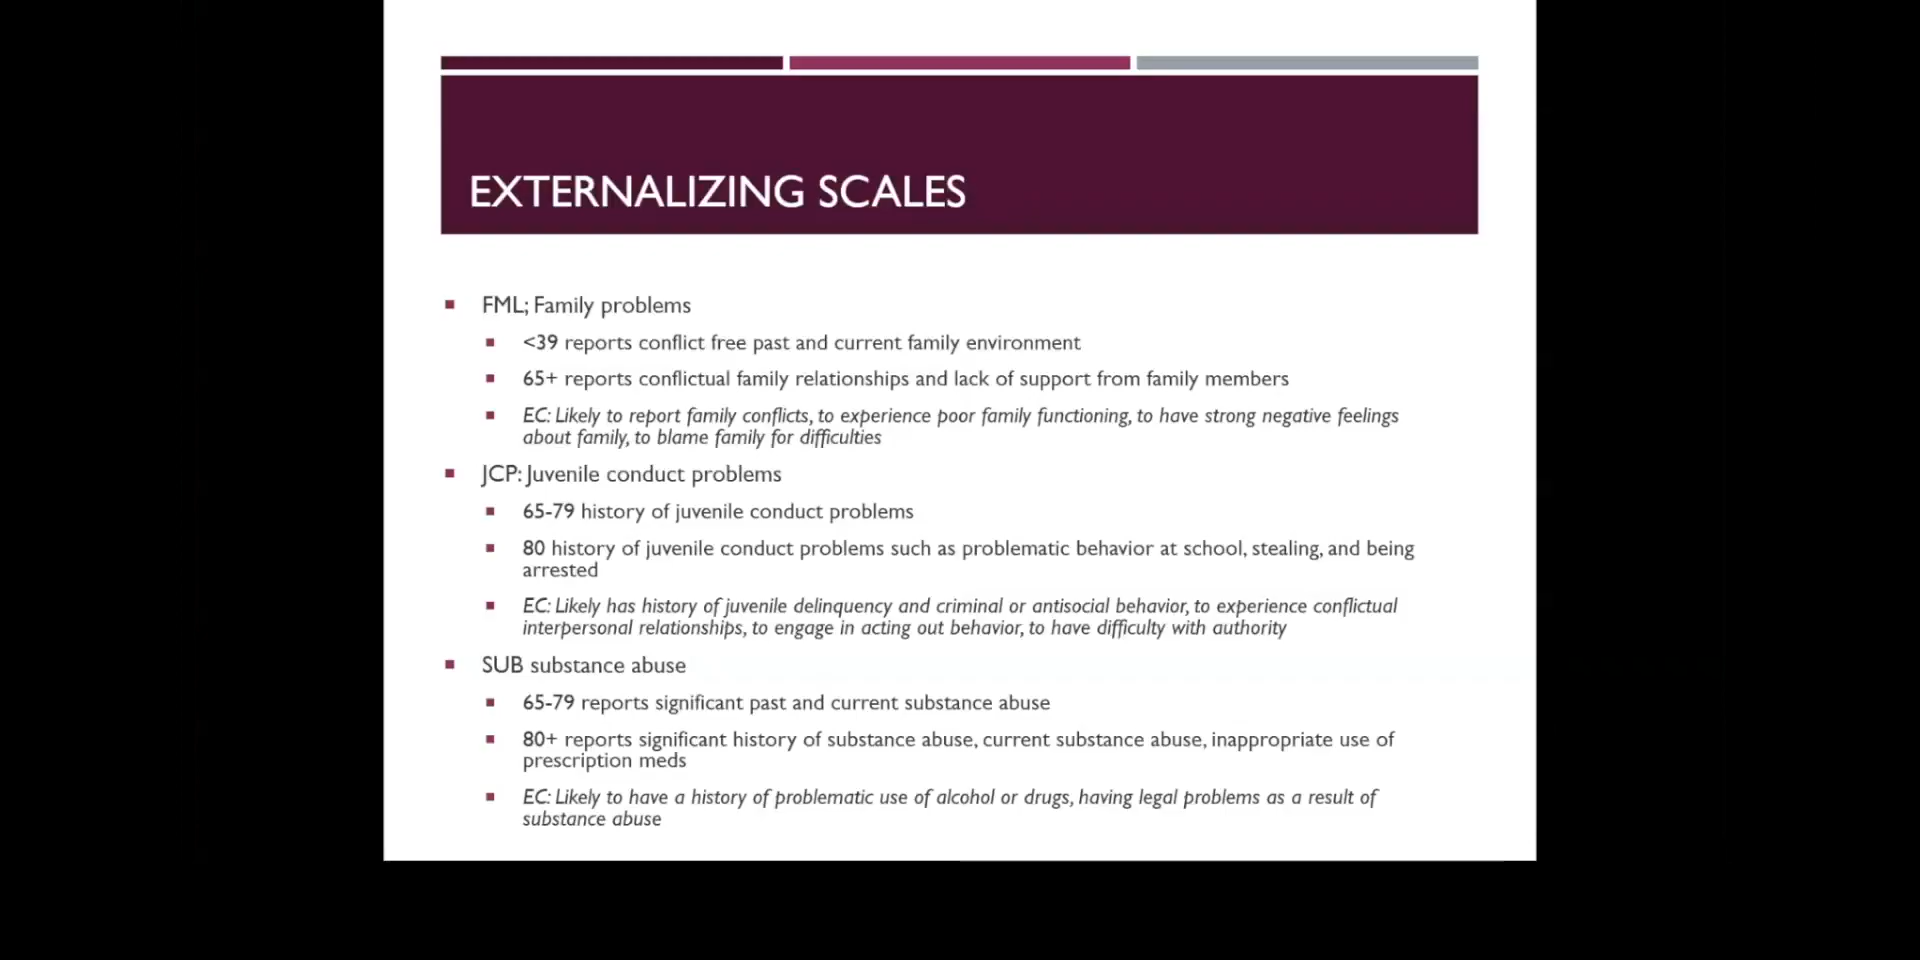 EXTERNALIZING SCALES
FML; Family problems
<39 reports conflict free past and current family environment
65+ reports conflictual family relationships and lack of support from family members
EC: Likely to report family conflicts, to experience poor family functioning, to have strong negative feelings
about family, to blame family for difficulties
JCP: Juvenile conduct problems
65-79 history of juvenile conduct problems
80 history of juvenile conduct problems such as problematic behavior at school, stealing, and being
arrested
EC: Likely has history of juvenile delinquency and criminal or antisocial behavior, to experience conflictual
interpersonal relationships, to engage in acting out behavior, to have difficulty with authority
SUB substance abuse
65-79 reports significant past and current substance abuse
80+ reports significant history of substance abuse, current substance abuse, inappropriate use of
prescription meds
EC: Likely to have a history of problematic use of alcohol or drugs, having legal problems as a result of
substance abuse